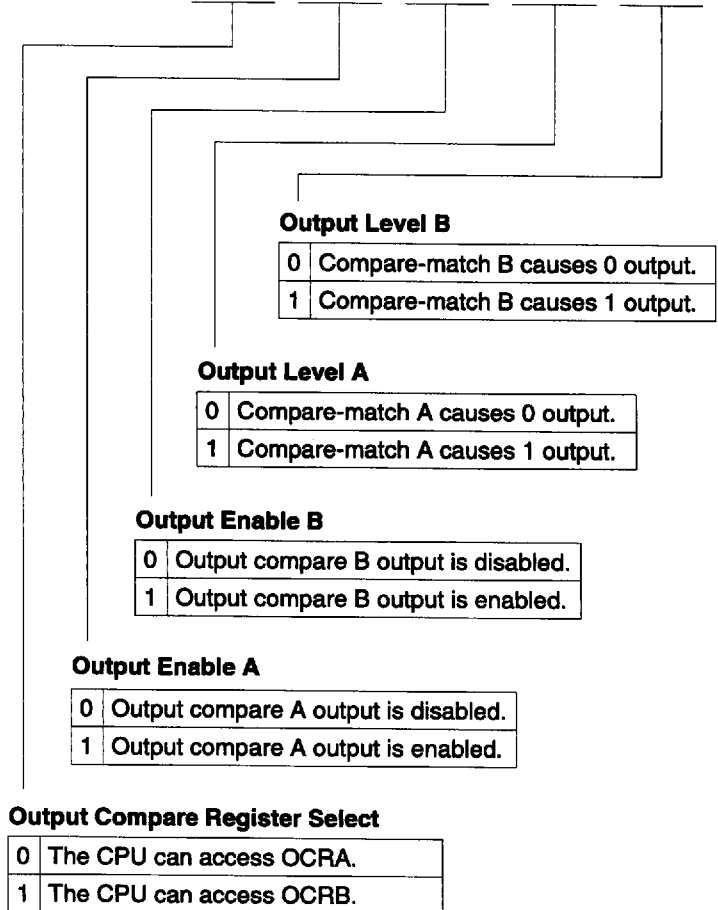 Output Level B
0 Compare-match B causes 0 output.
1 Compare-match B causes 1 output.
Output Level A
0 Compare-match A causes 0 output.
1 Compare-match A causes 1 output.
Output Enable B
0 Output compare B output is disabled.
1 Output compare B output is enabled.
Output Enable A
0 Output compare A output is disabled.
1 Output compare A output is enabled.
Output Compare Register Select
0 The CPU can access OCRA.
1 The CPU can access OCRB.